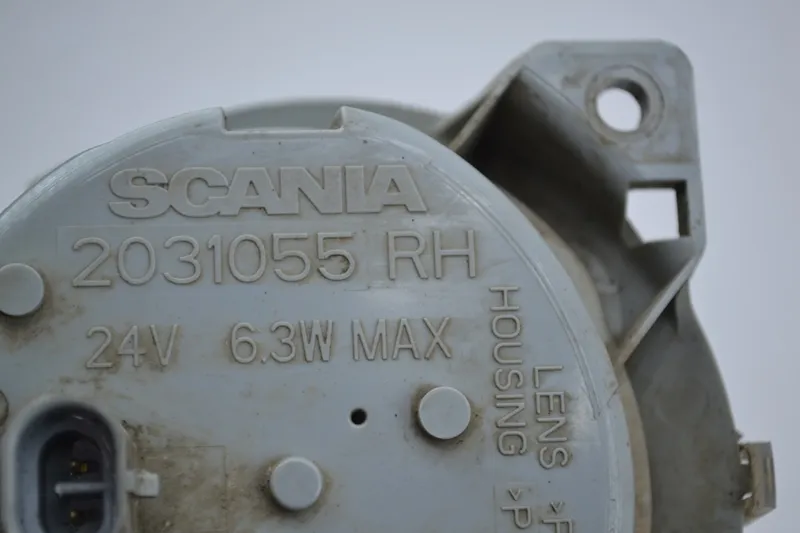 SCANIA
2031055 RH
24V 6.3W MAX
HOUSING
LENS
>P